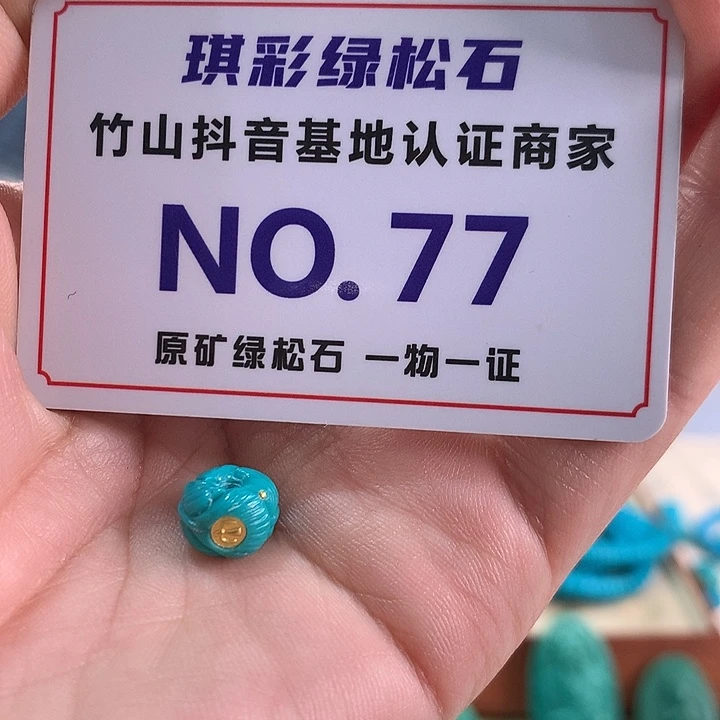 琪彩绿松石
竹山抖音基地认证商家
NO.77
原矿绿松石 一物一证